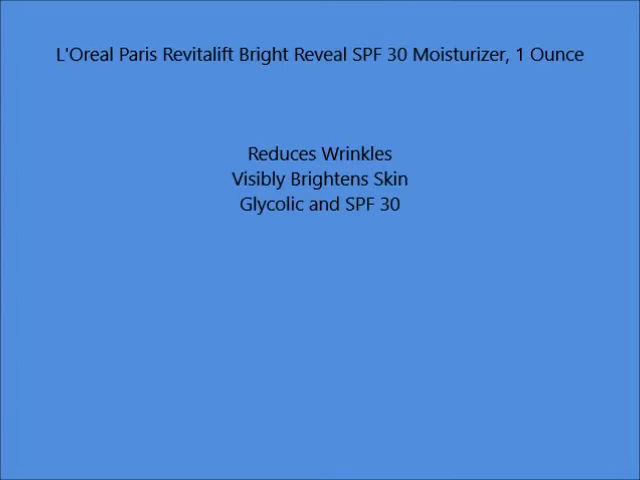 L'Oreal Paris Revitalift Bright Reveal SPF 30 Moisturizer, 1 Ounce
Reduces Wrinkles
Visibly Brightens Skin
Glycolic and SPF 30